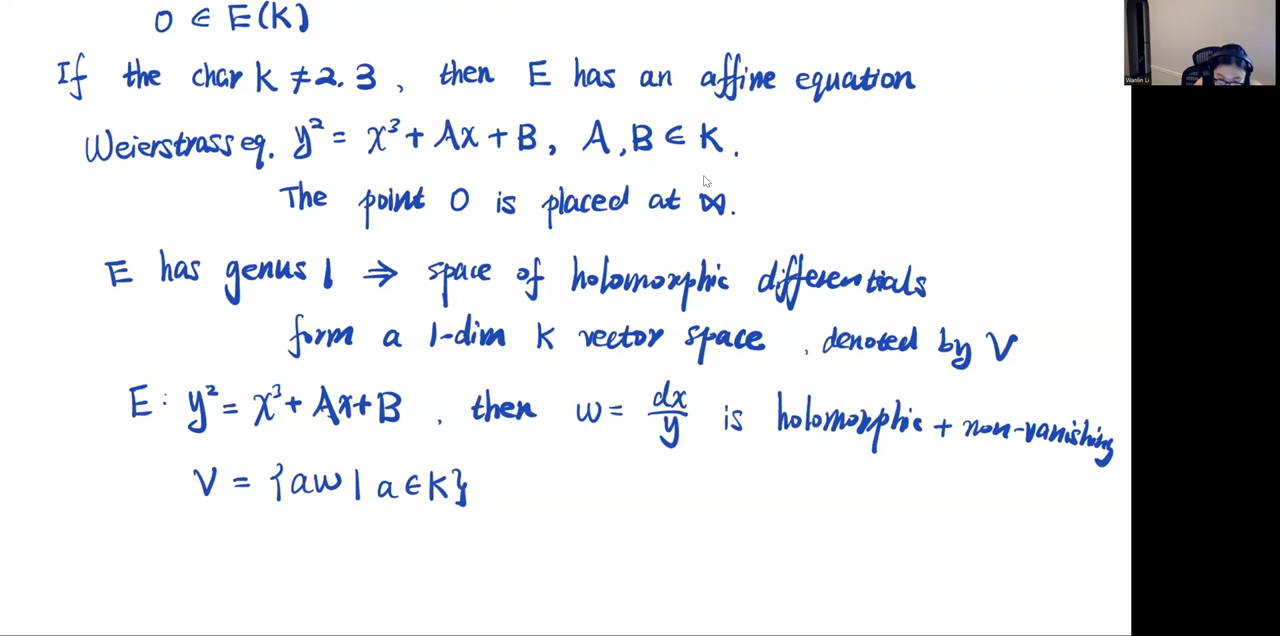 O ∈ E(K)
If the char K ≠ 2. 3, then E has an affine equation
Weierstrass eq. y² = x³ + Ax + B, A, B ∈ K.
The point O is placed at ∞.
E has genus 1 ⇒ space of holomorphic differentials
form a 1-dim K vector space, denoted by V
E: y² = x³ + Ax + B, then ω = dx/y is holomorphic + non-vanishing
V = {aω | a ∈ K}
Wanlin Li